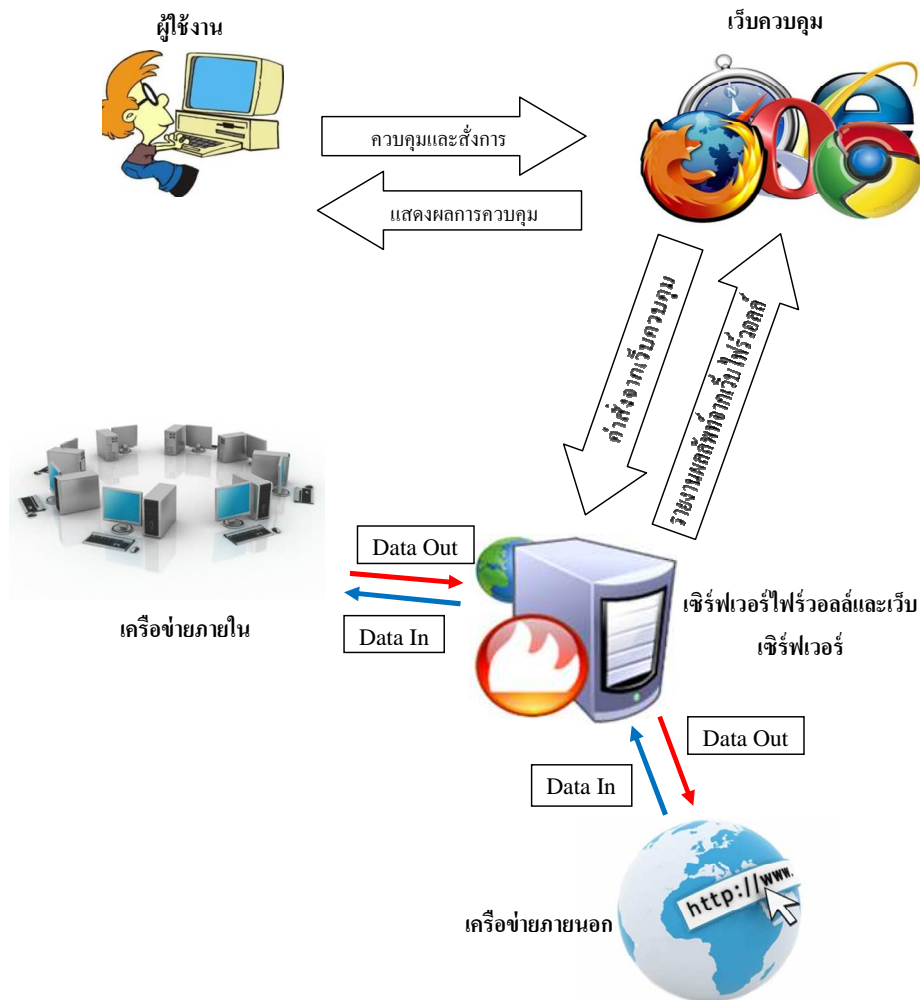 ผู้ใช้งาน
เว็บควบคุม
ควบคุมและสั่งการ
แสดงผลการควบคุม
คำสั่งจากเว็บควบคุม
รายงานผลลัพท์จากเว็บไฟร์วอลล์
Data Out
Data In
เครือข่ายภายใน
เซิร์ฟเวอร์ไฟร์วอลล์และเว็บ
เซิร์ฟเวอร์
Data Out
Data In
http://www.
เครือข่ายภายนอก